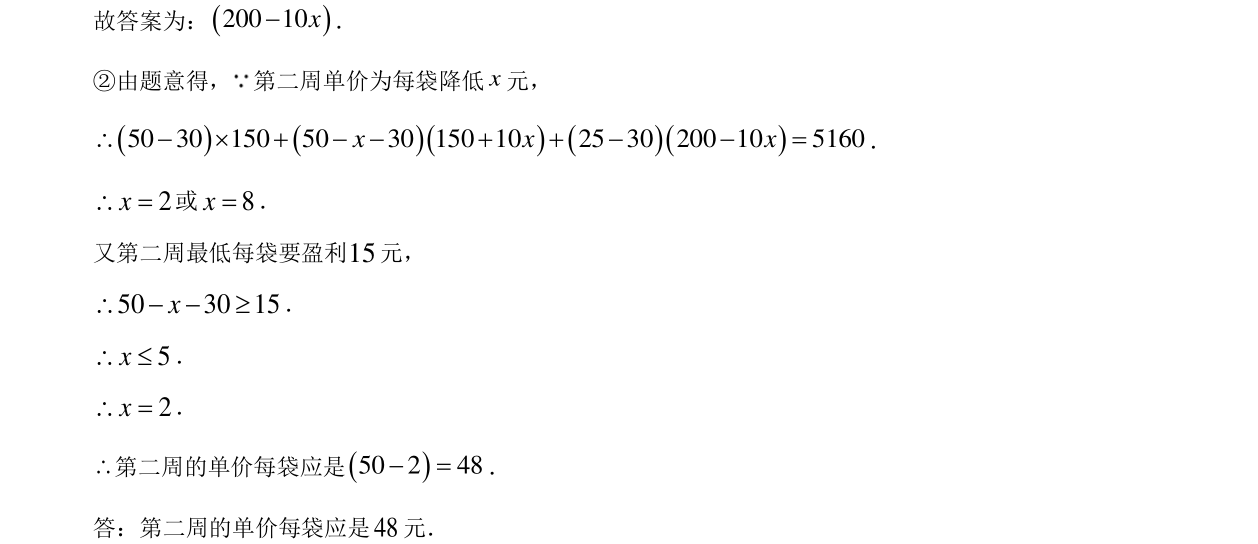 故答案为：(200−10x)．
②由题意得，∵第二周单价为每袋降低 x 元，
∴(50−30)×150+(50−x−30)(150+10x)+(25−30)(200−10x)=5160．
∴x=2或x=8．
又第二周最低每袋要盈利15元，
∴50−x−30≥15．
∴x≤5．
∴x=2．
∴第二周的单价每袋应是(50−2)=48．
答：第二周的单价每袋应是48元．